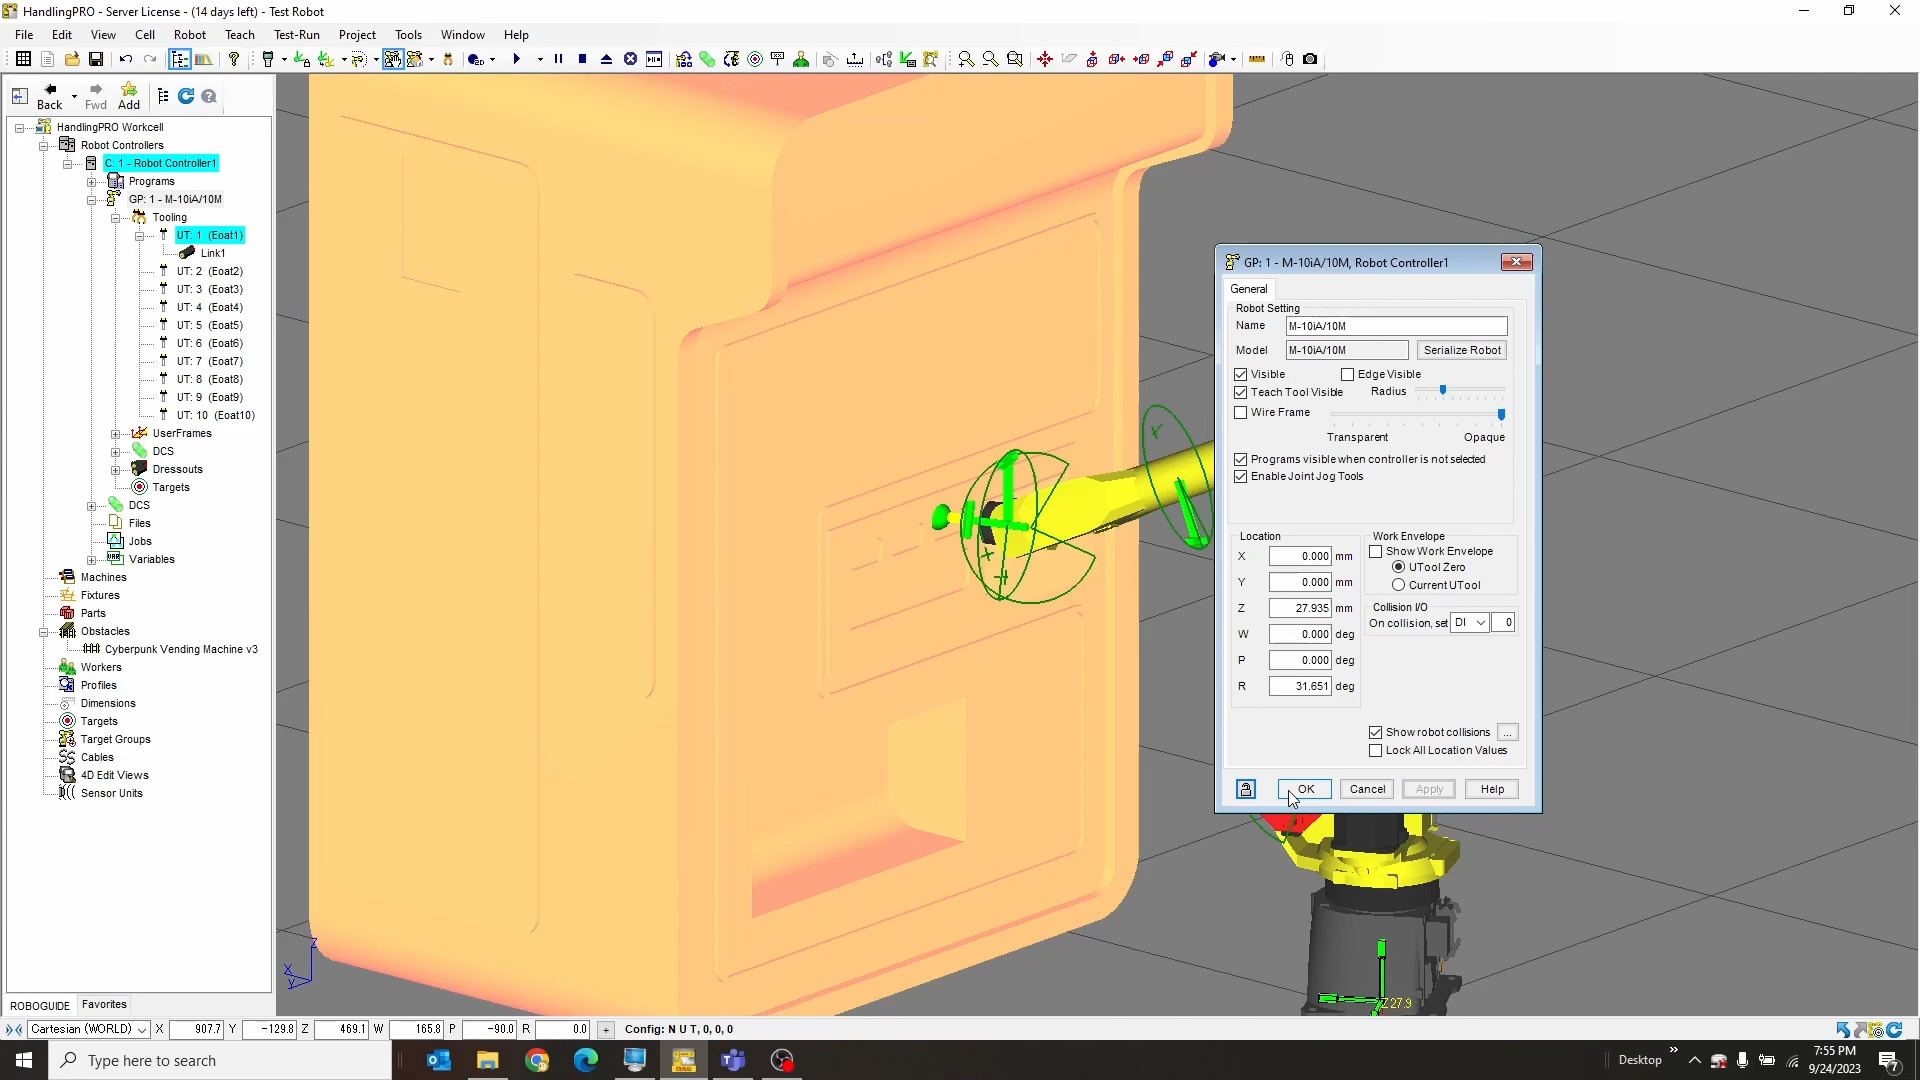 HandlingPRO - Server License - (14 days left) - Test Robot
File Edit View Cell Robot Teach Test-Run Project Tools Window Help
Back Fwd Add
HandlingPRO Workcell
Robot Controllers
C: 1 - Robot Controller1
Programs
GP: 1 - M-10iA/10M
Tooling
UT: 1 (Eoat1)
Link1
UT: 2 (Eoat2)
UT: 3 (Eoat3)
UT: 4 (Eoat4)
UT: 5 (Eoat5)
UT: 6 (Eoat6)
UT: 7 (Eoat7)
UT: 8 (Eoat8)
UT: 9 (Eoat9)
UT: 10 (Eoat10)
UserFrames
DCS
Dressouts
Targets
DCS
Files
Jobs
Variables
Machines
Fixtures
Parts
Obstacles
Cyberpunk Vending Machine v3
Workers
Profiles
Dimensions
Targets
Target Groups
Cables
4D Edit Views
Sensor Units
ROBOGUIDE Favorites
GP: 1 - M-10iA/10M, Robot Controller1
General
Robot Setting
Name M-10iA/10M
Model M-10iA/10M Serialize Robot
Visible Edge Visible
Teach Tool Visible Radius
Wire Frame
Transparent Opaque
Programs visible when controller is not selected
Enable Joint Jog Tools
Location Work Envelope
X 0.000 mm Show Work Envelope
UTool Zero
Y 0.000 mm Current UTool
Z 27.935 mm Collision I/O
On collision, set DI 0
W 0.000 deg
P 0.000 deg
R 31.651 deg
Show robot collisions ...
Lock All Location Values
OK Cancel Apply Help
Z
X
Y
Z27.9
Cartesian (WORLD) X 907.7 Y -129.8 Z 469.1 W 165.8 P -90.0 R 0.0 + Config: N U T, 0, 0, 0
Type here to search
Desktop
7:55 PM
9/24/2023
7